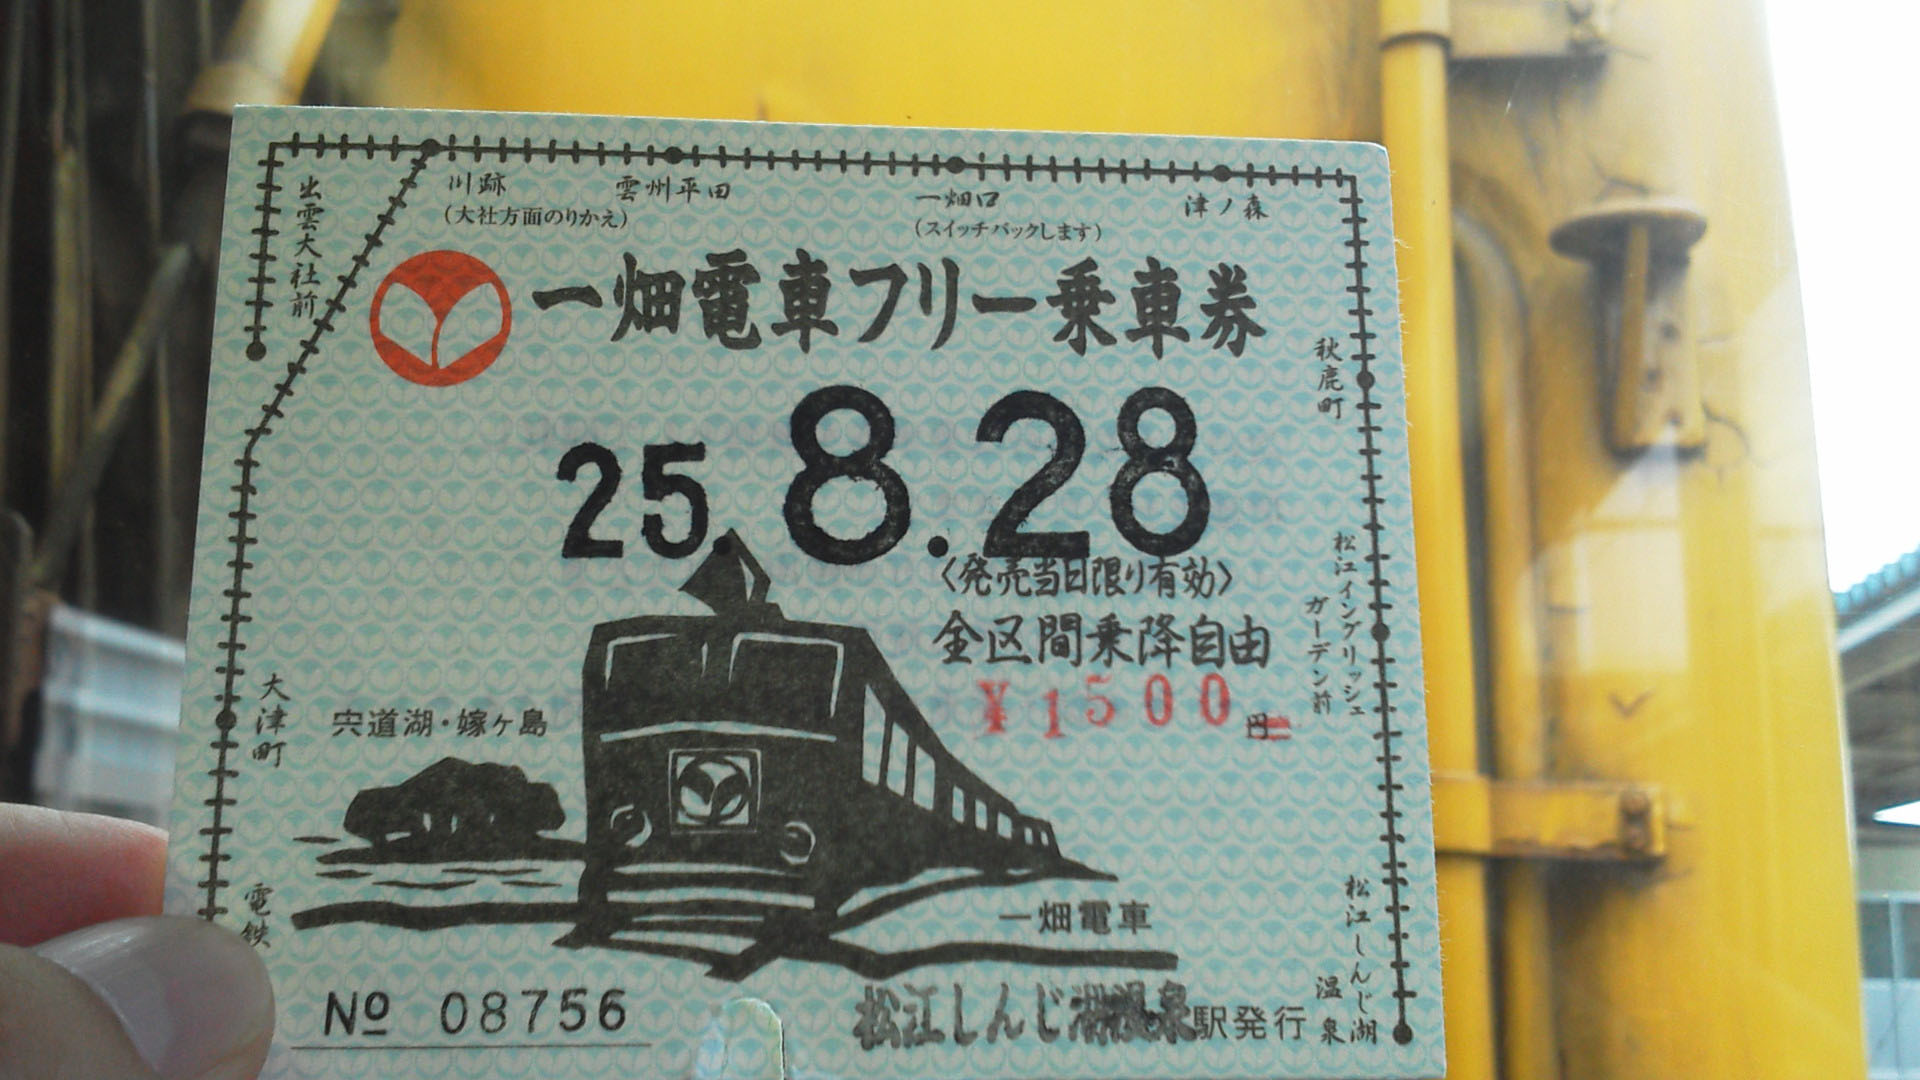 川跡
(大社方面のりかえ)
雲州平田
一畑口
(スイッチバックします)
津ノ森
出雲大社前
一畑電車フリー乗車券
秋鹿町
25.8.28
〈発売当日限り有効〉
全区間乗降自由
¥1500円
松江イングリッシュ
ガーデン前
大津町
宍道湖・嫁ヶ島
電鉄
一畑電車
松江しんじ湖
温泉
No 08756
松江しんじ湖温泉駅発行